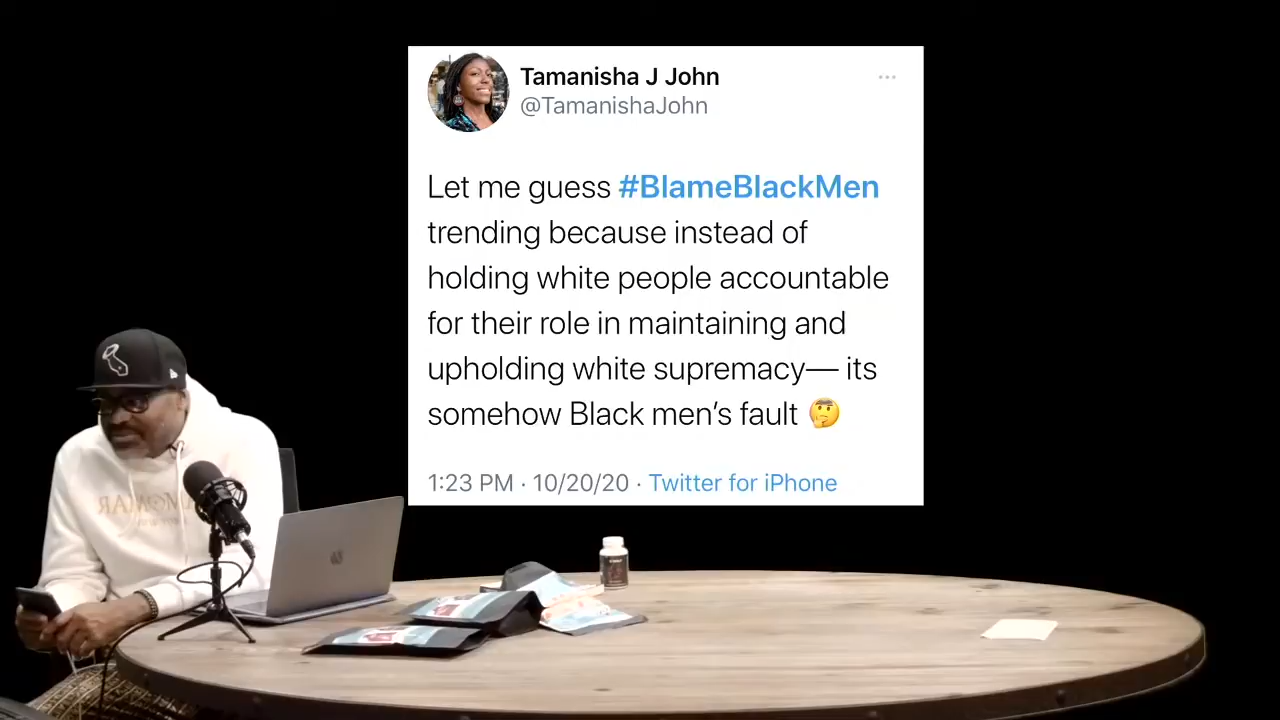 Tamanisha J John
@TamanishaJohn
Let me guess #BlameBlackMen
trending because instead of
holding white people accountable
for their role in maintaining and
upholding white supremacy— its
somehow Black men’s fault 🤔
1:23 PM · 10/20/20 · Twitter for iPhone